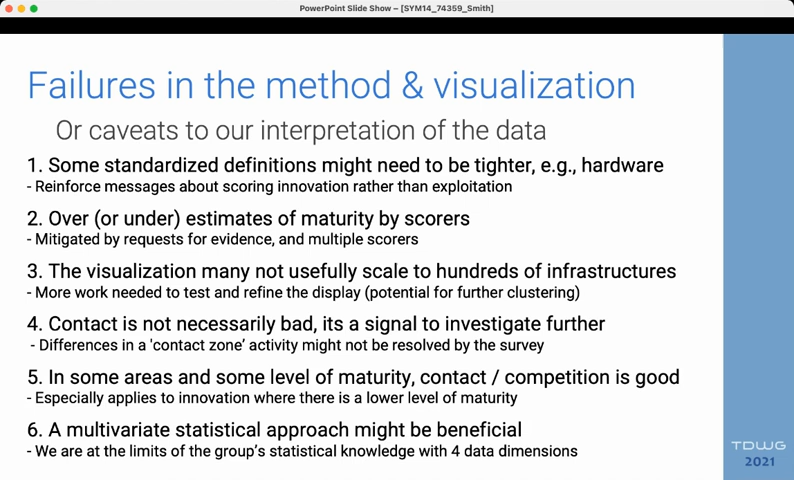 PowerPoint Slide Show – [SYM14_74359_Smith]
Failures in the method & visualization
Or caveats to our interpretation of the data
1. Some standardized definitions might need to be tighter, e.g., hardware
- Reinforce messages about scoring innovation rather than exploitation
2. Over (or under) estimates of maturity by scorers
- Mitigated by requests for evidence, and multiple scorers
3. The visualization many not usefully scale to hundreds of infrastructures
- More work needed to test and refine the display (potential for further clustering)
4. Contact is not necessarily bad, its a signal to investigate further
- Differences in a 'contact zone’ activity might not be resolved by the survey
5. In some areas and some level of maturity, contact / competition is good
- Especially applies to innovation where there is a lower level of maturity
6. A multivariate statistical approach might be beneficial
- We are at the limits of the group’s statistical knowledge with 4 data dimensions
TDWG
2021